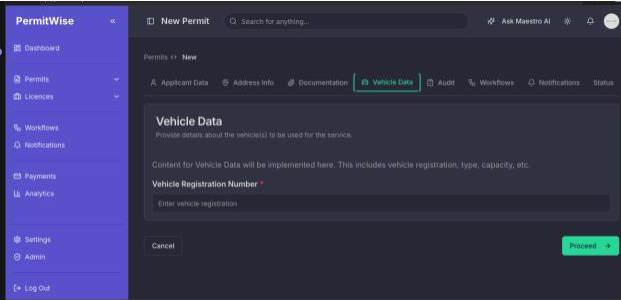 PermitWise «
New Permit
Search for anything...
Ask Maestro AI
Dashboard
Permits
Licences
Workflows
Notifications
Payments
Analytics
Settings
Admin
Log Out
Permits <> New
Applicant Data Address Info Documentation Vehicle Data Audit Workflows Notifications Status
Vehicle Data
Provide details about the vehicle(s) to be used for the service.
Content for Vehicle Data will be implemented here. This includes vehicle registration, type, capacity, etc.
Vehicle Registration Number *
Enter vehicle registration
Cancel
Proceed →